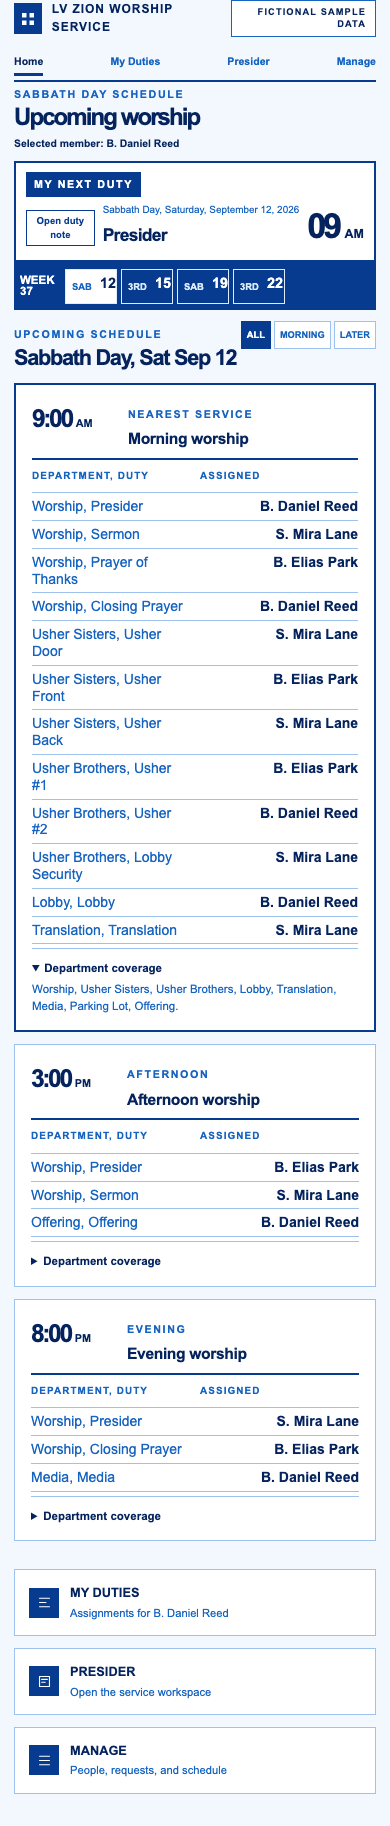 LV ZION WORSHIP
SERVICE
FICTIONAL SAMPLE
DATA
Home
My Duties
Presider
Manage
SABBATH DAY SCHEDULE
Upcoming worship
Selected member: B. Daniel Reed
MY NEXT DUTY
Open duty
note
Sabbath Day, Saturday, September 12, 2026
Presider
09 AM
WEEK
37
SAB 12
3RD 15
SAB 19
3RD 22
UPCOMING SCHEDULE
Sabbath Day, Sat Sep 12
ALL
MORNING
LATER
9:00 AM
NEAREST SERVICE
Morning worship
DEPARTMENT, DUTY ASSIGNED
Worship, Presider B. Daniel Reed
Worship, Sermon S. Mira Lane
Worship, Prayer of B. Elias Park
Thanks
Worship, Closing Prayer B. Daniel Reed
Usher Sisters, Usher S. Mira Lane
Door
Usher Sisters, Usher B. Elias Park
Front
Usher Sisters, Usher S. Mira Lane
Back
Usher Brothers, Usher B. Elias Park
#1
Usher Brothers, Usher B. Daniel Reed
#2
Usher Brothers, Lobby S. Mira Lane
Security
Lobby, Lobby B. Daniel Reed
Translation, Translation S. Mira Lane
Department coverage
Worship, Usher Sisters, Usher Brothers, Lobby, Translation,
Media, Parking Lot, Offering.
3:00 PM
AFTERNOON
Afternoon worship
DEPARTMENT, DUTY ASSIGNED
Worship, Presider B. Elias Park
Worship, Sermon S. Mira Lane
Offering, Offering B. Daniel Reed
Department coverage
8:00 PM
EVENING
Evening worship
DEPARTMENT, DUTY ASSIGNED
Worship, Presider S. Mira Lane
Worship, Closing Prayer B. Elias Park
Media, Media B. Daniel Reed
Department coverage
MY DUTIES
Assignments for B. Daniel Reed
PRESIDER
Open the service workspace
MANAGE
People, requests, and schedule